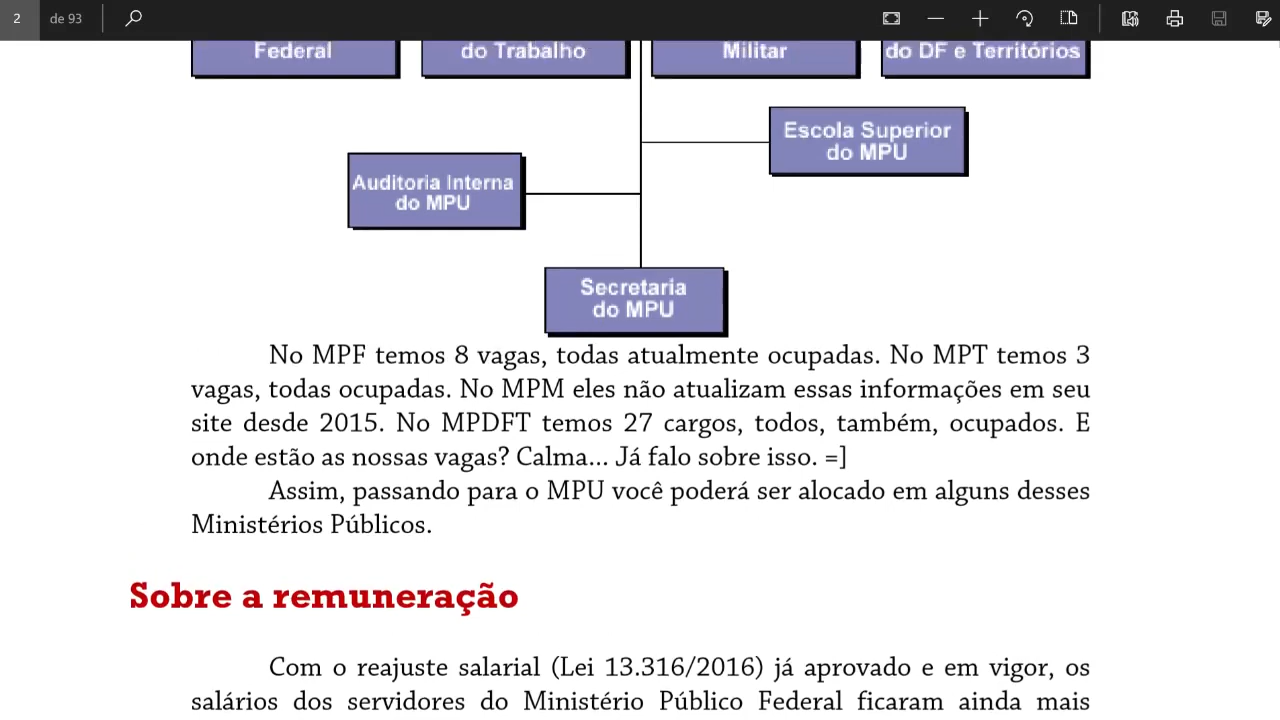 2 de 93
Federal
do Trabalho
Militar
do DF e Territórios
Escola Superior
do MPU
Auditoria Interna
do MPU
Secretaria
do MPU
No MPF temos 8 vagas, todas atualmente ocupadas. No MPT temos 3
vagas, todas ocupadas. No MPM eles não atualizam essas informações em seu
site desde 2015. No MPDFT temos 27 cargos, todos, também, ocupados. E
onde estão as nossas vagas? Calma... Já falo sobre isso. =]
Assim, passando para o MPU você poderá ser alocado em alguns desses
Ministérios Públicos.
Sobre a remuneração
Com o reajuste salarial (Lei 13.316/2016) já aprovado e em vigor, os
salários dos servidores do Ministério Público Federal ficaram ainda mais